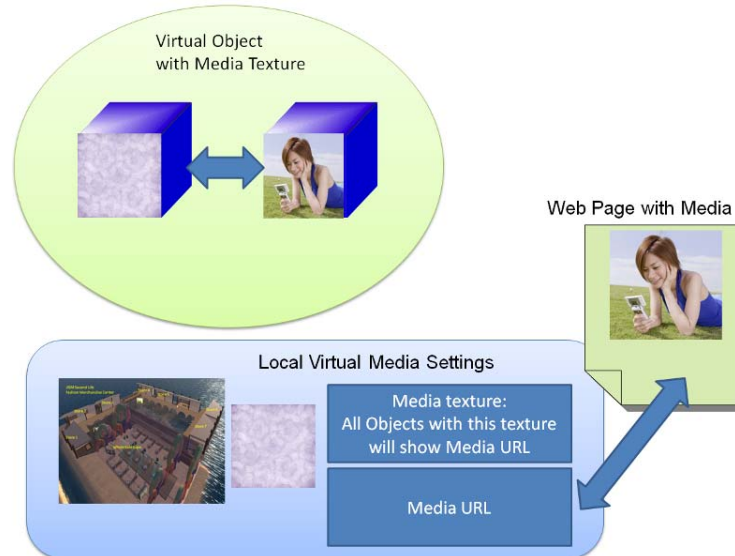 Virtual Object
with Media Texture
Web Page with Media
Local Virtual Media Settings
Media texture:
All Objects with this texture
will show Media URL
Media URL